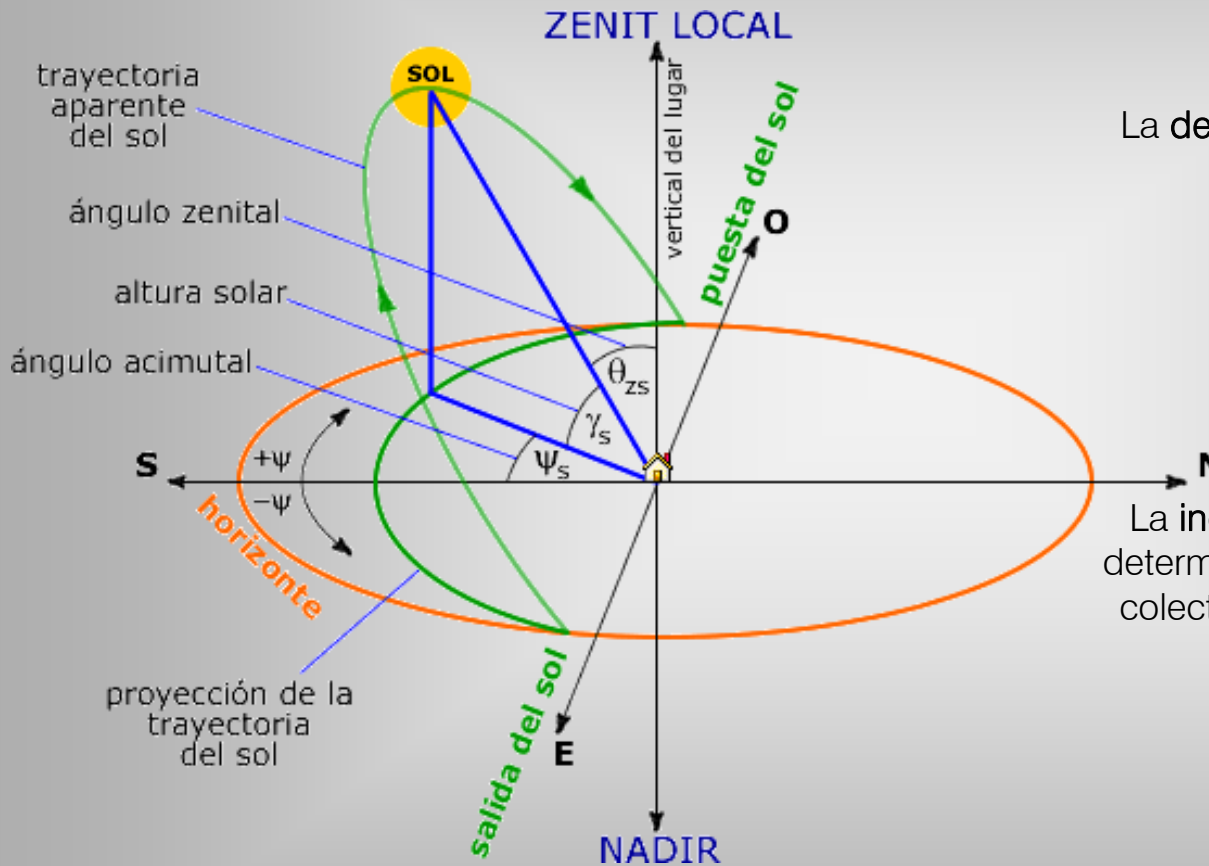 ZENIT LOCAL
trayectoria
aparente
del sol
SOL
vertical del lugar
puesta del sol
O
La
ángulo zenital
altura solar
ángulo acimutal
θzs
γs
ψs
S
+ψ
−ψ
N
horizonte
La
proyección de la
trayectoria
del sol
salida del sol
E
NADIR